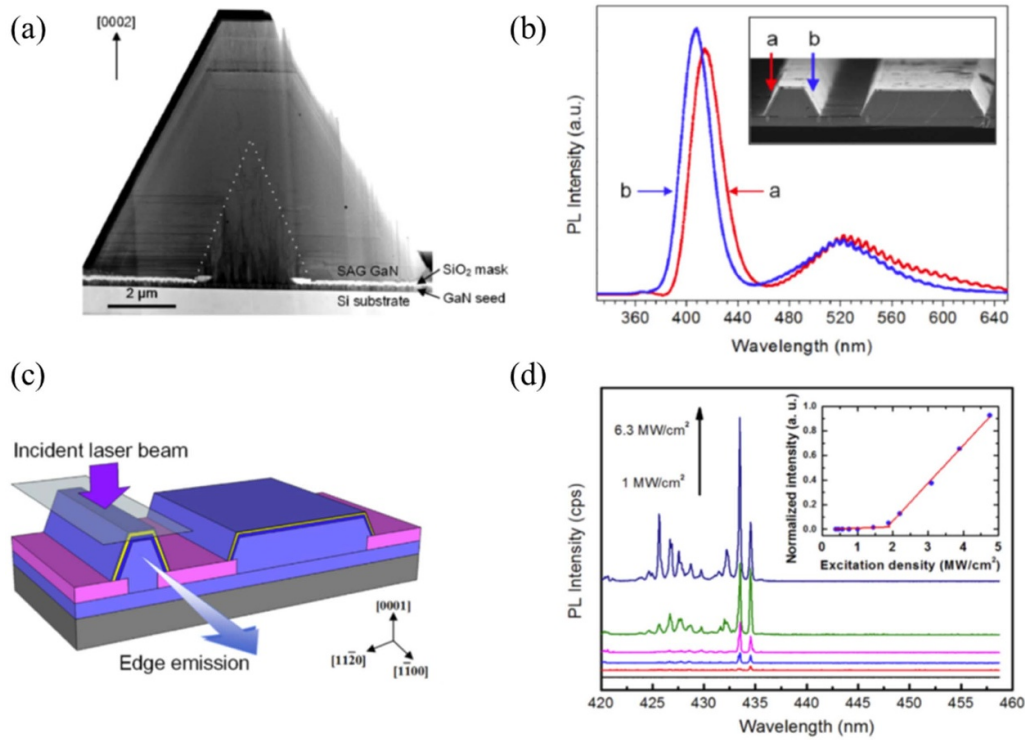 (a)
[0002]
SAG GaN
SiO₂ mask
GaN seed
Si substrate
2 μm
(b)
PL Intensity (a.u.)
a
b
b
a
360 400 440 480 520 560 600 640
Wavelength (nm)
(c)
Incident laser beam
Edge emission
[0001]
[112̄0]
[11̄00]
(d)
PL Intensity (cps)
6.3 MW/cm²
1 MW/cm²
Normalized intensity (a. u.)
1.0
0.8
0.6
0.4
0.2
0.0
0 1 2 3 4 5
Excitation density (MW/cm²)
420 425 430 435 440 445 450 455 460
Wavelength (nm)